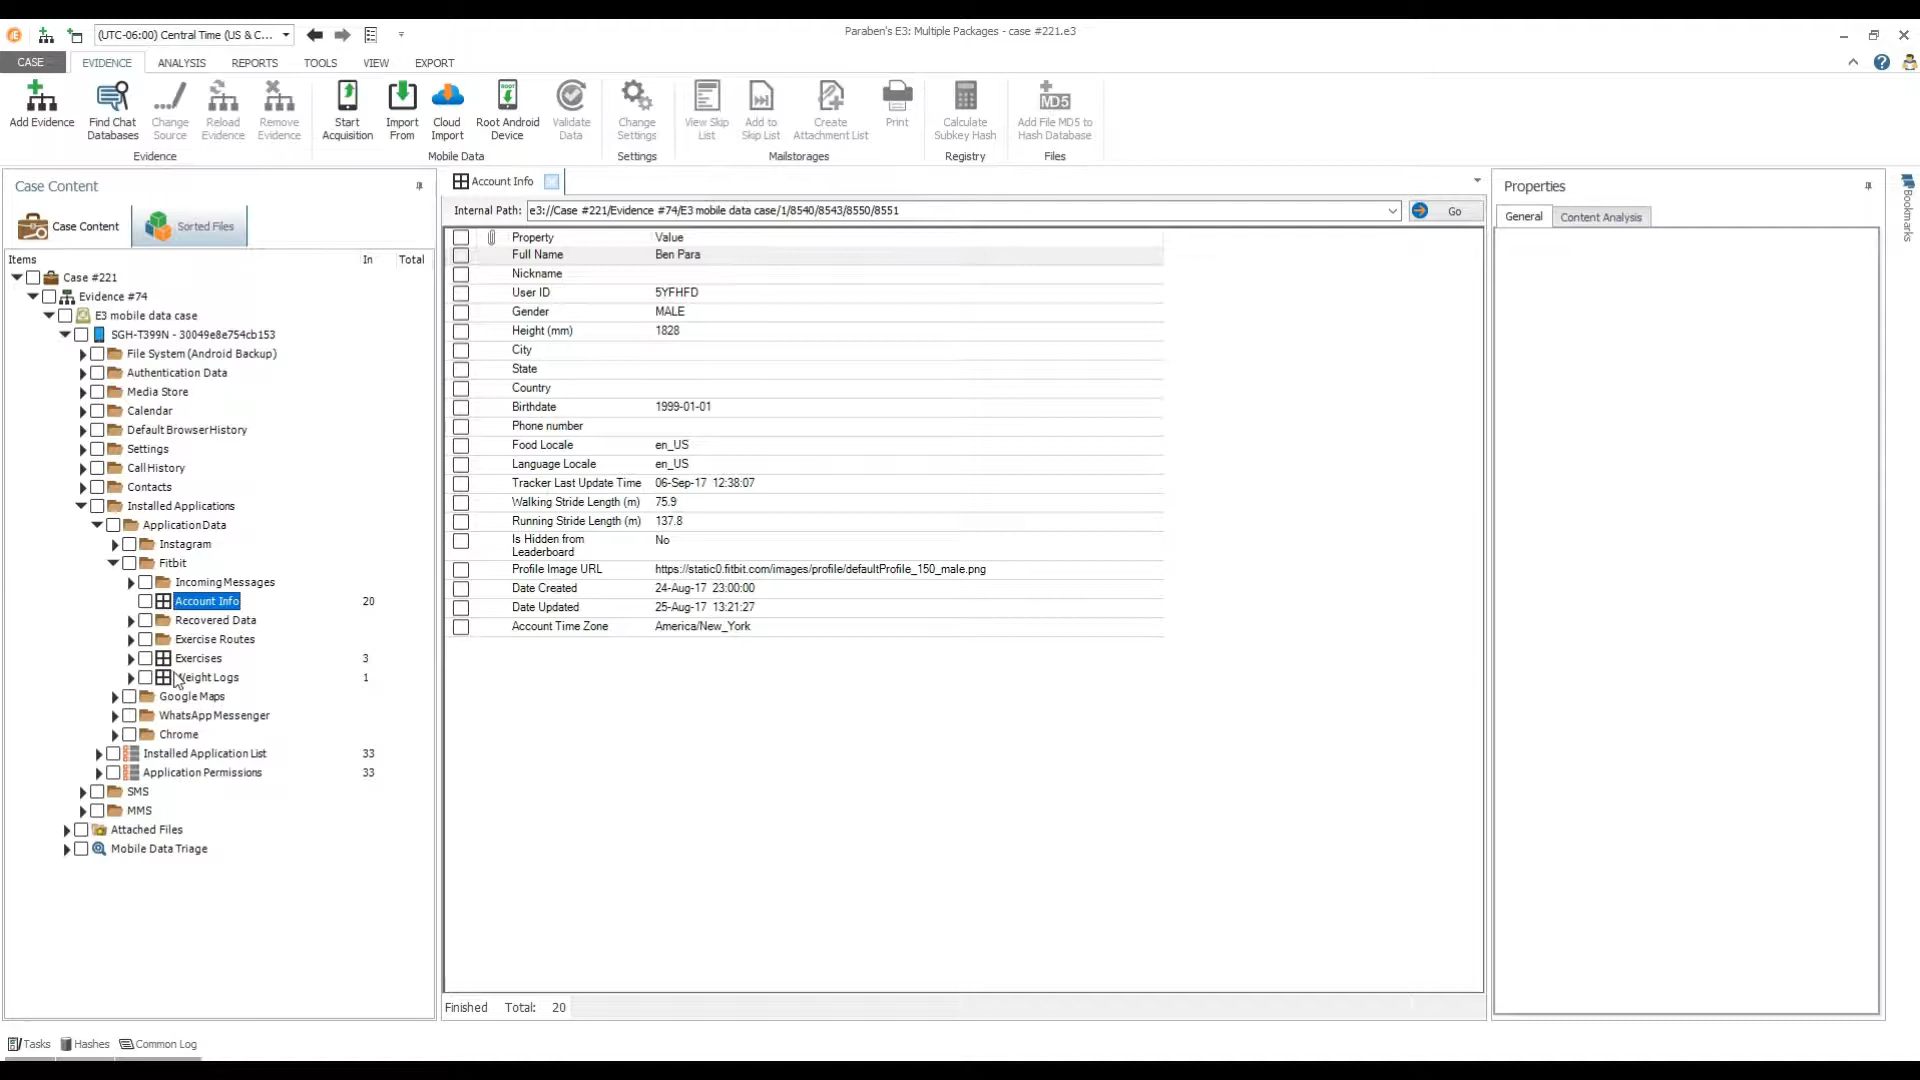 (UTC-06:00) Central Time (US & C...
Paraben's E3: Multiple Packages - case #221.e3
CASE
EVIDENCE
ANALYSIS
REPORTS
TOOLS
VIEW
EXPORT
Add Evidence
Find Chat
Databases
Change
Source
Reload
Evidence
Remove
Evidence
Start
Acquisition
Import
From
Cloud
Import
ROOT
Root Android
Device
Validate
Data
Change
Settings
View Skip
List
Add to
Skip List
Create
Attachment List
Print
Calculate
Subkey Hash
MD5
Add File MD5 to
Hash Database
Evidence
Mobile Data
Settings
Mailstorages
Registry
Files
Case Content
Case Content
Sorted Files
Items In Total
Case #221
Evidence #74
E3 mobile data case
SGH-T399N - 30049e8e754cb153
File System (Android Backup)
Authentication Data
Media Store
Calendar
Default Browser History
Settings
Call History
Contacts
Installed Applications
Application Data
Instagram
Fitbit
Incoming Messages
Account Info 20
Recovered Data
Exercise Routes
Exercises 3
Weight Logs 1
Google Maps
WhatsApp Messenger
Chrome
Installed Application List 33
Application Permissions 33
SMS
MMS
Attached Files
Mobile Data Triage
Account Info
Internal Path: e3://Case #221/Evidence #74/E3 mobile data case/1/8540/8543/8550/8551
Go
Property Value
Full Name Ben Para
Nickname
User ID 5YFHFD
Gender MALE
Height (mm) 1828
City
State
Country
Birthdate 1999-01-01
Phone number
Food Locale en_US
Language Locale en_US
Tracker Last Update Time 06-Sep-17 12:38:07
Walking Stride Length (m) 75.9
Running Stride Length (m) 137.8
Is Hidden from No
Leaderboard
Profile Image URL https://static0.fitbit.com/images/profile/defaultProfile_150_male.png
Date Created 24-Aug-17 23:00:00
Date Updated 25-Aug-17 13:21:27
Account Time Zone America/New_York
Finished Total: 20
Properties
General
Content Analysis
Bookmarks
Tasks
Hashes
Common Log